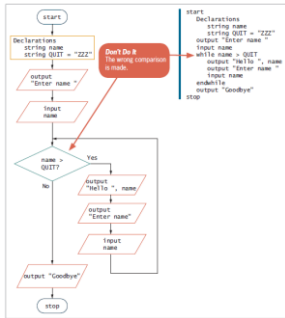 start
Declarations
string name
string QUIT = "ZZZ"
output
"Enter name "
input
name
name >
QUIT?
Yes
No
output
"Hello ", name
output
"Enter name"
input
name
output "Goodbye"
stop
Don't Do It
The wrong comparison
is made.
start
Declarations
string name
string QUIT = "ZZZ"
output "Enter name "
input name
while name > QUIT
output "Hello ", name
output "Enter name "
input name
endwhile
output "Goodbye"
stop